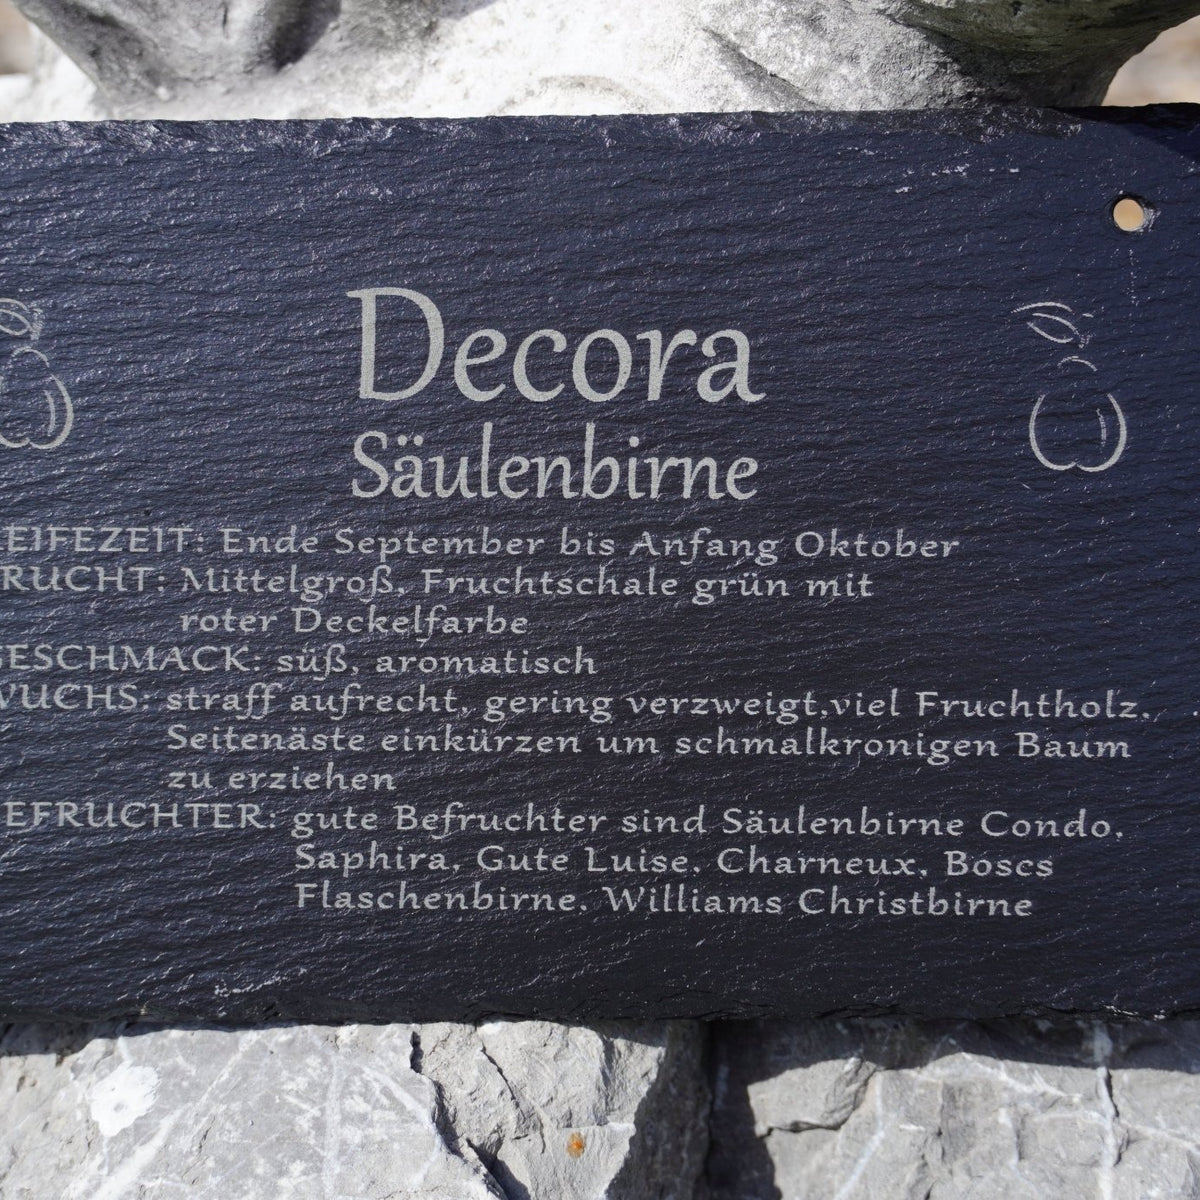 Decora
Säulenbirne
EIFEZEIT: Ende September bis Anfang Oktober
RUCHT: Mittelgroß, Fruchtschale grün mit
roter Deckelfarbe
GESCHMACK: süß, aromatisch
WUCHS: straff aufrecht, gering verzweigt,viel Fruchtholz,
Seitenäste einkürzen um schmalkronigen Baum
zu erziehen
EFRUCHTER: gute Befruchter sind Säulenbirne Condo,
Saphira, Gute Luise, Charneux, Boscs
Flaschenbirne, Williams Christbirne